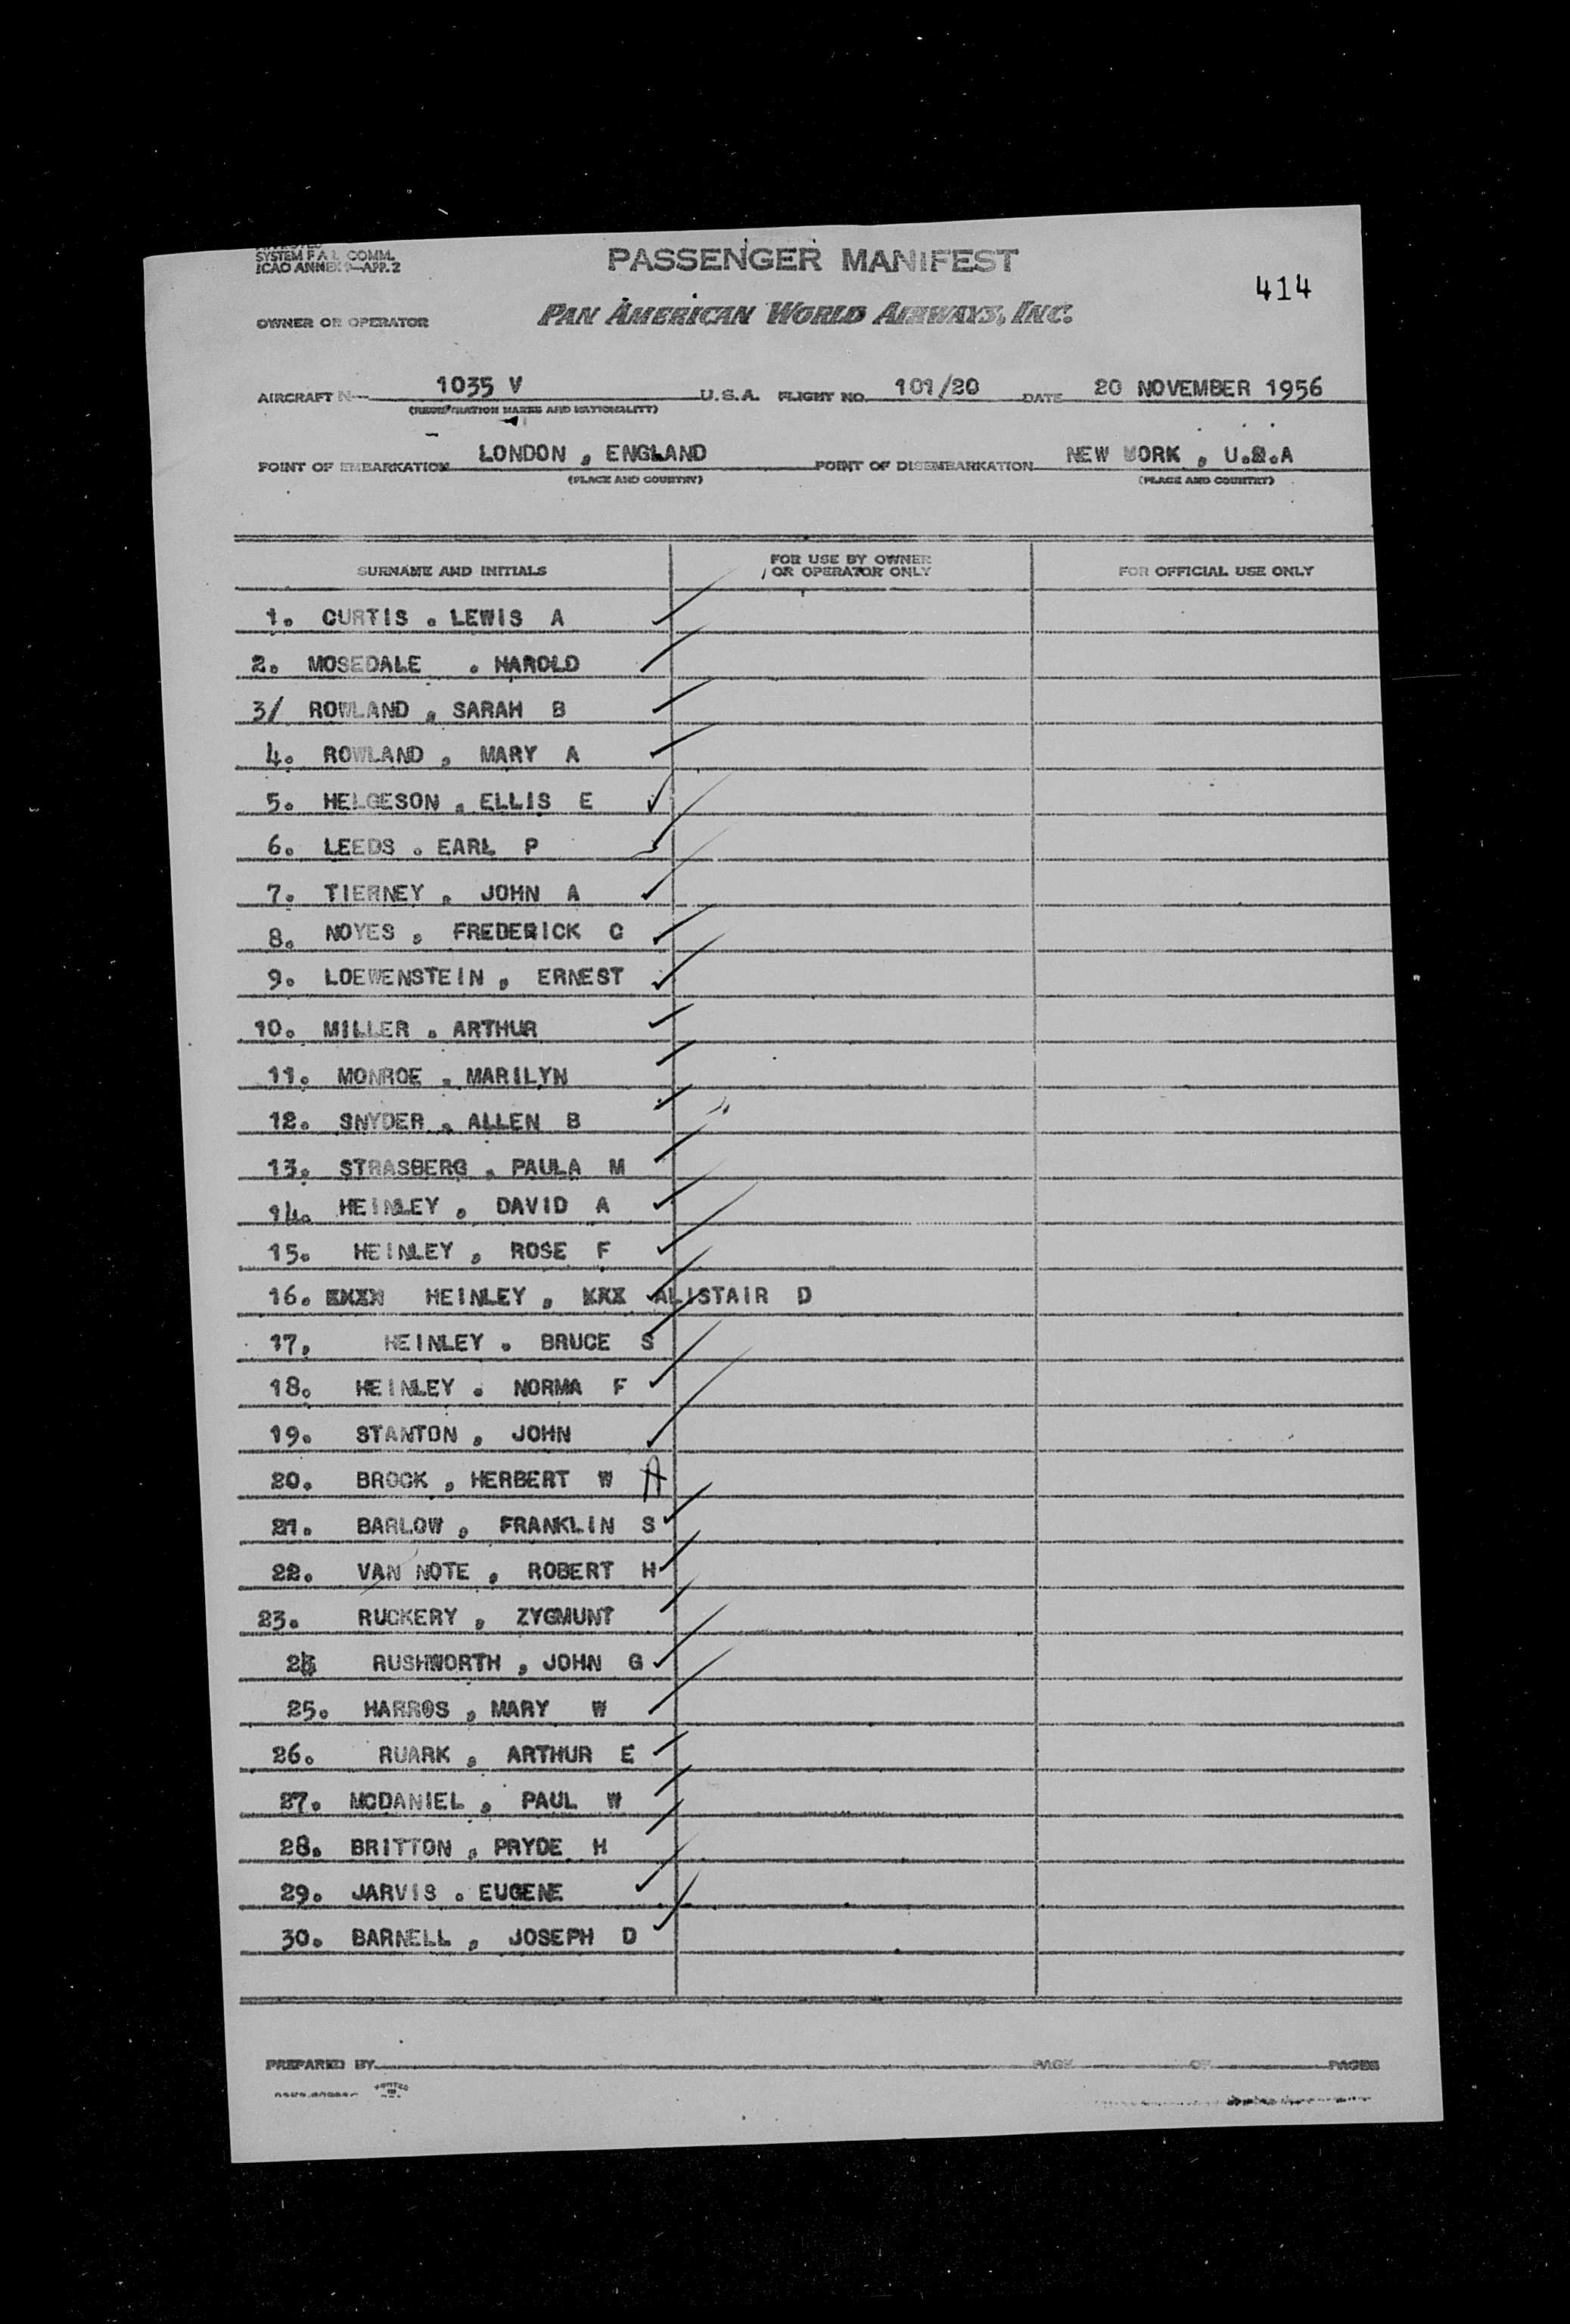 SYSTEM F A L COMM.
ICAO ANNEX 9—APP. 2
PASSENGER MANIFEST
414
OWNER OR OPERATOR
PAN AMERICAN WORLD AIRWAYS, INC.
AIRCRAFT N— 1035 V U.S.A. FLIGHT NO. 101/20 DATE 20 NOVEMBER 1956
(REGISTRATION MARKS AND NATIONALITY)
POINT OF EMBARKATION LONDON , ENGLAND POINT OF DISEMBARKATION NEW YORK , U.S.A
(PLACE AND COUNTRY) (PLACE AND COUNTRY)
SURNAME AND INITIALS
FOR USE BY OWNER
OR OPERATOR ONLY
FOR OFFICIAL USE ONLY
1. CURTIS . LEWIS A
2. MOSEDALE . HAROLD
3/ ROWLAND , SARAH B
4. ROWLAND , MARY A
5. HELGESON , ELLIS E
6. LEEDS . EARL P
7. TIERNEY , JOHN A
8. NOYES , FREDERICK C
9. LOEWENSTEIN , ERNEST
10. MILLER . ARTHUR
11. MONROE , MARILYN
12. SNYDER , ALLEN B
13. STRASBERG , PAULA M
14. HEINLEY , DAVID A
15. HEINLEY , ROSE F
16. XXXX HEINLEY , XXX ALISTAIR D
17. HEINLEY . BRUCE S
18. HEINLEY . NORMA F
19. STANTON , JOHN
20. BROCK , HERBERT W A
21. BARLOW , FRANKLIN S
22. VAN NOTE , ROBERT H
23. RUCKERY , ZYGMUNT
24 RUSHWORTH , JOHN G
25. HARROS , MARY W
26. RUARK , ARTHUR E
27. MCDANIEL , PAUL W
28. BRITTON , PRYDE H
29. JARVIS . EUGENE
30. BARNELL , JOSEPH D
PREPARED BY PAGE OF PAGES